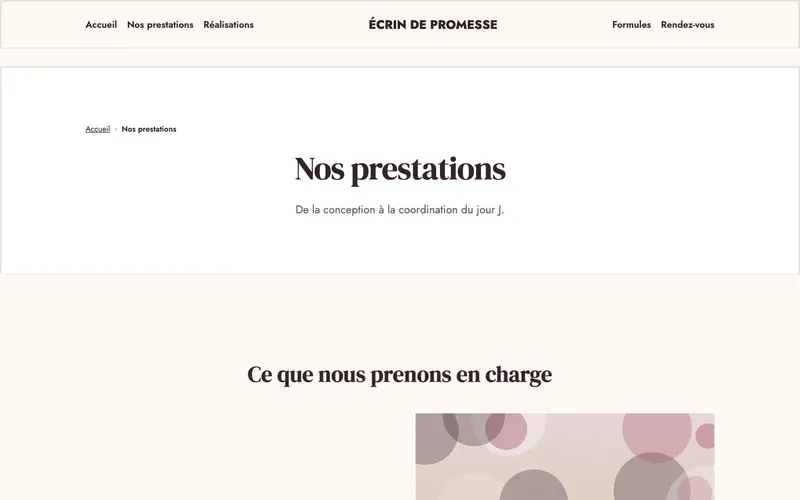 Accueil Nos prestations Réalisations ÉCRIN DE PROMESSE Formules Rendez-vous
Accueil › Nos prestations
Nos prestations
De la conception à la coordination du jour J.
Ce que nous prenons en charge